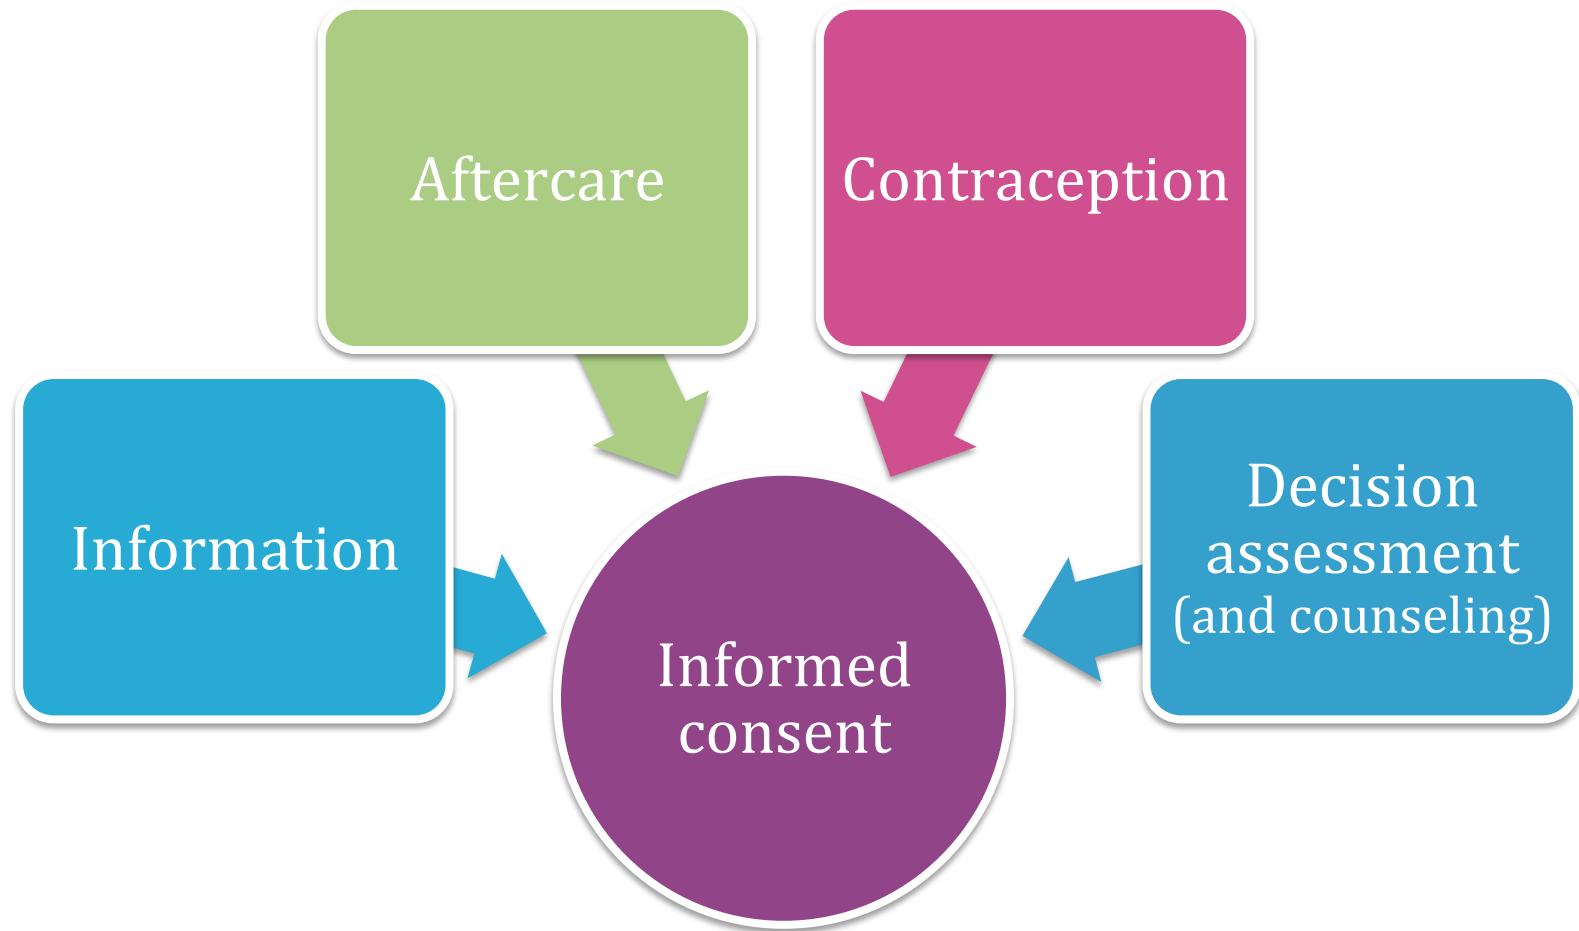 Aftercare
Contraception
Information
Decision
assessment
(and counseling)
Informed
consent